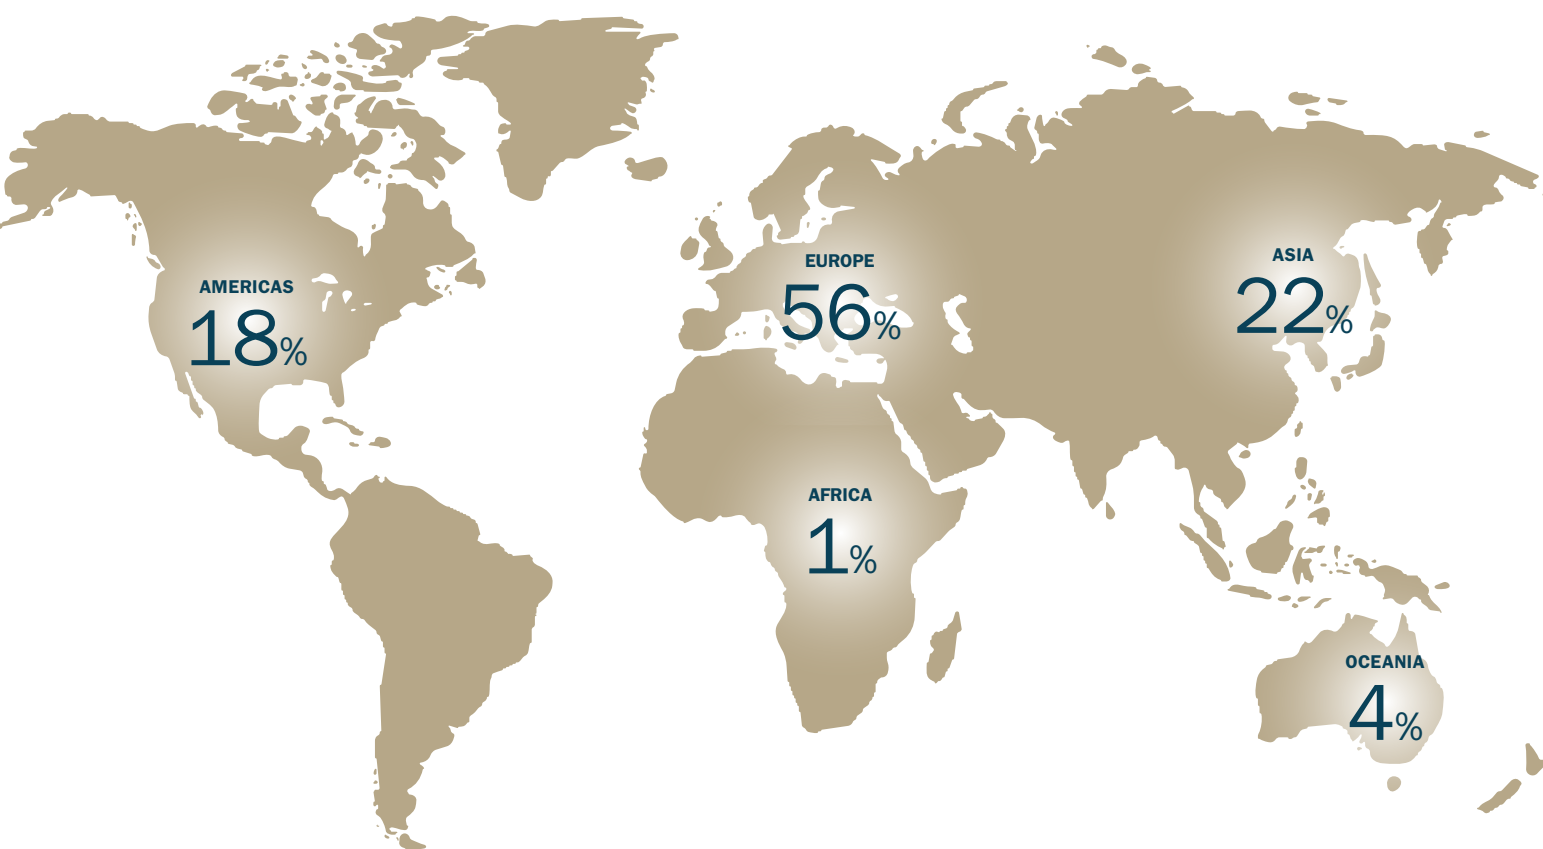 AMERICAS
18%
EUROPE
56%
ASIA
22%
AFRICA
1%
OCEANIA
4%